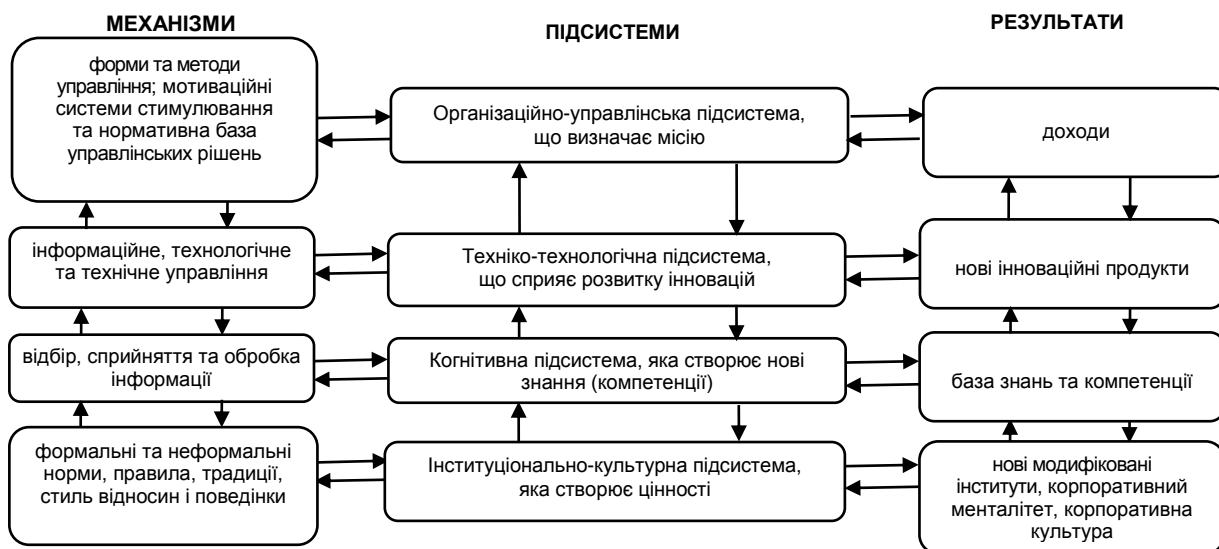 МЕХАНІЗМИ
ПІДСИСТЕМИ
РЕЗУЛЬТАТИ
форми та методи
управління; мотиваційні
системи стимулювання
та нормативна база
управлінських рішень
Організаційно-управлінська підсистема,
що визначає місію
доходи
інформаційне, технологічне
та технічне управління
Техніко-технологічна підсистема,
що сприяє розвитку інновацій
нові інноваційні продукти
відбір, сприйняття та обробка
інформації
Когнітивна підсистема, яка створює нові
знання (компетенції)
база знань та компетенції
формальні та неформальні
норми, правила, традиції,
стиль відносин і поведінки
Інституціонально-культурна підсистема,
яка створює цінності
нові модифіковані
інститути, корпоративний
менталітет, корпоративна
культура